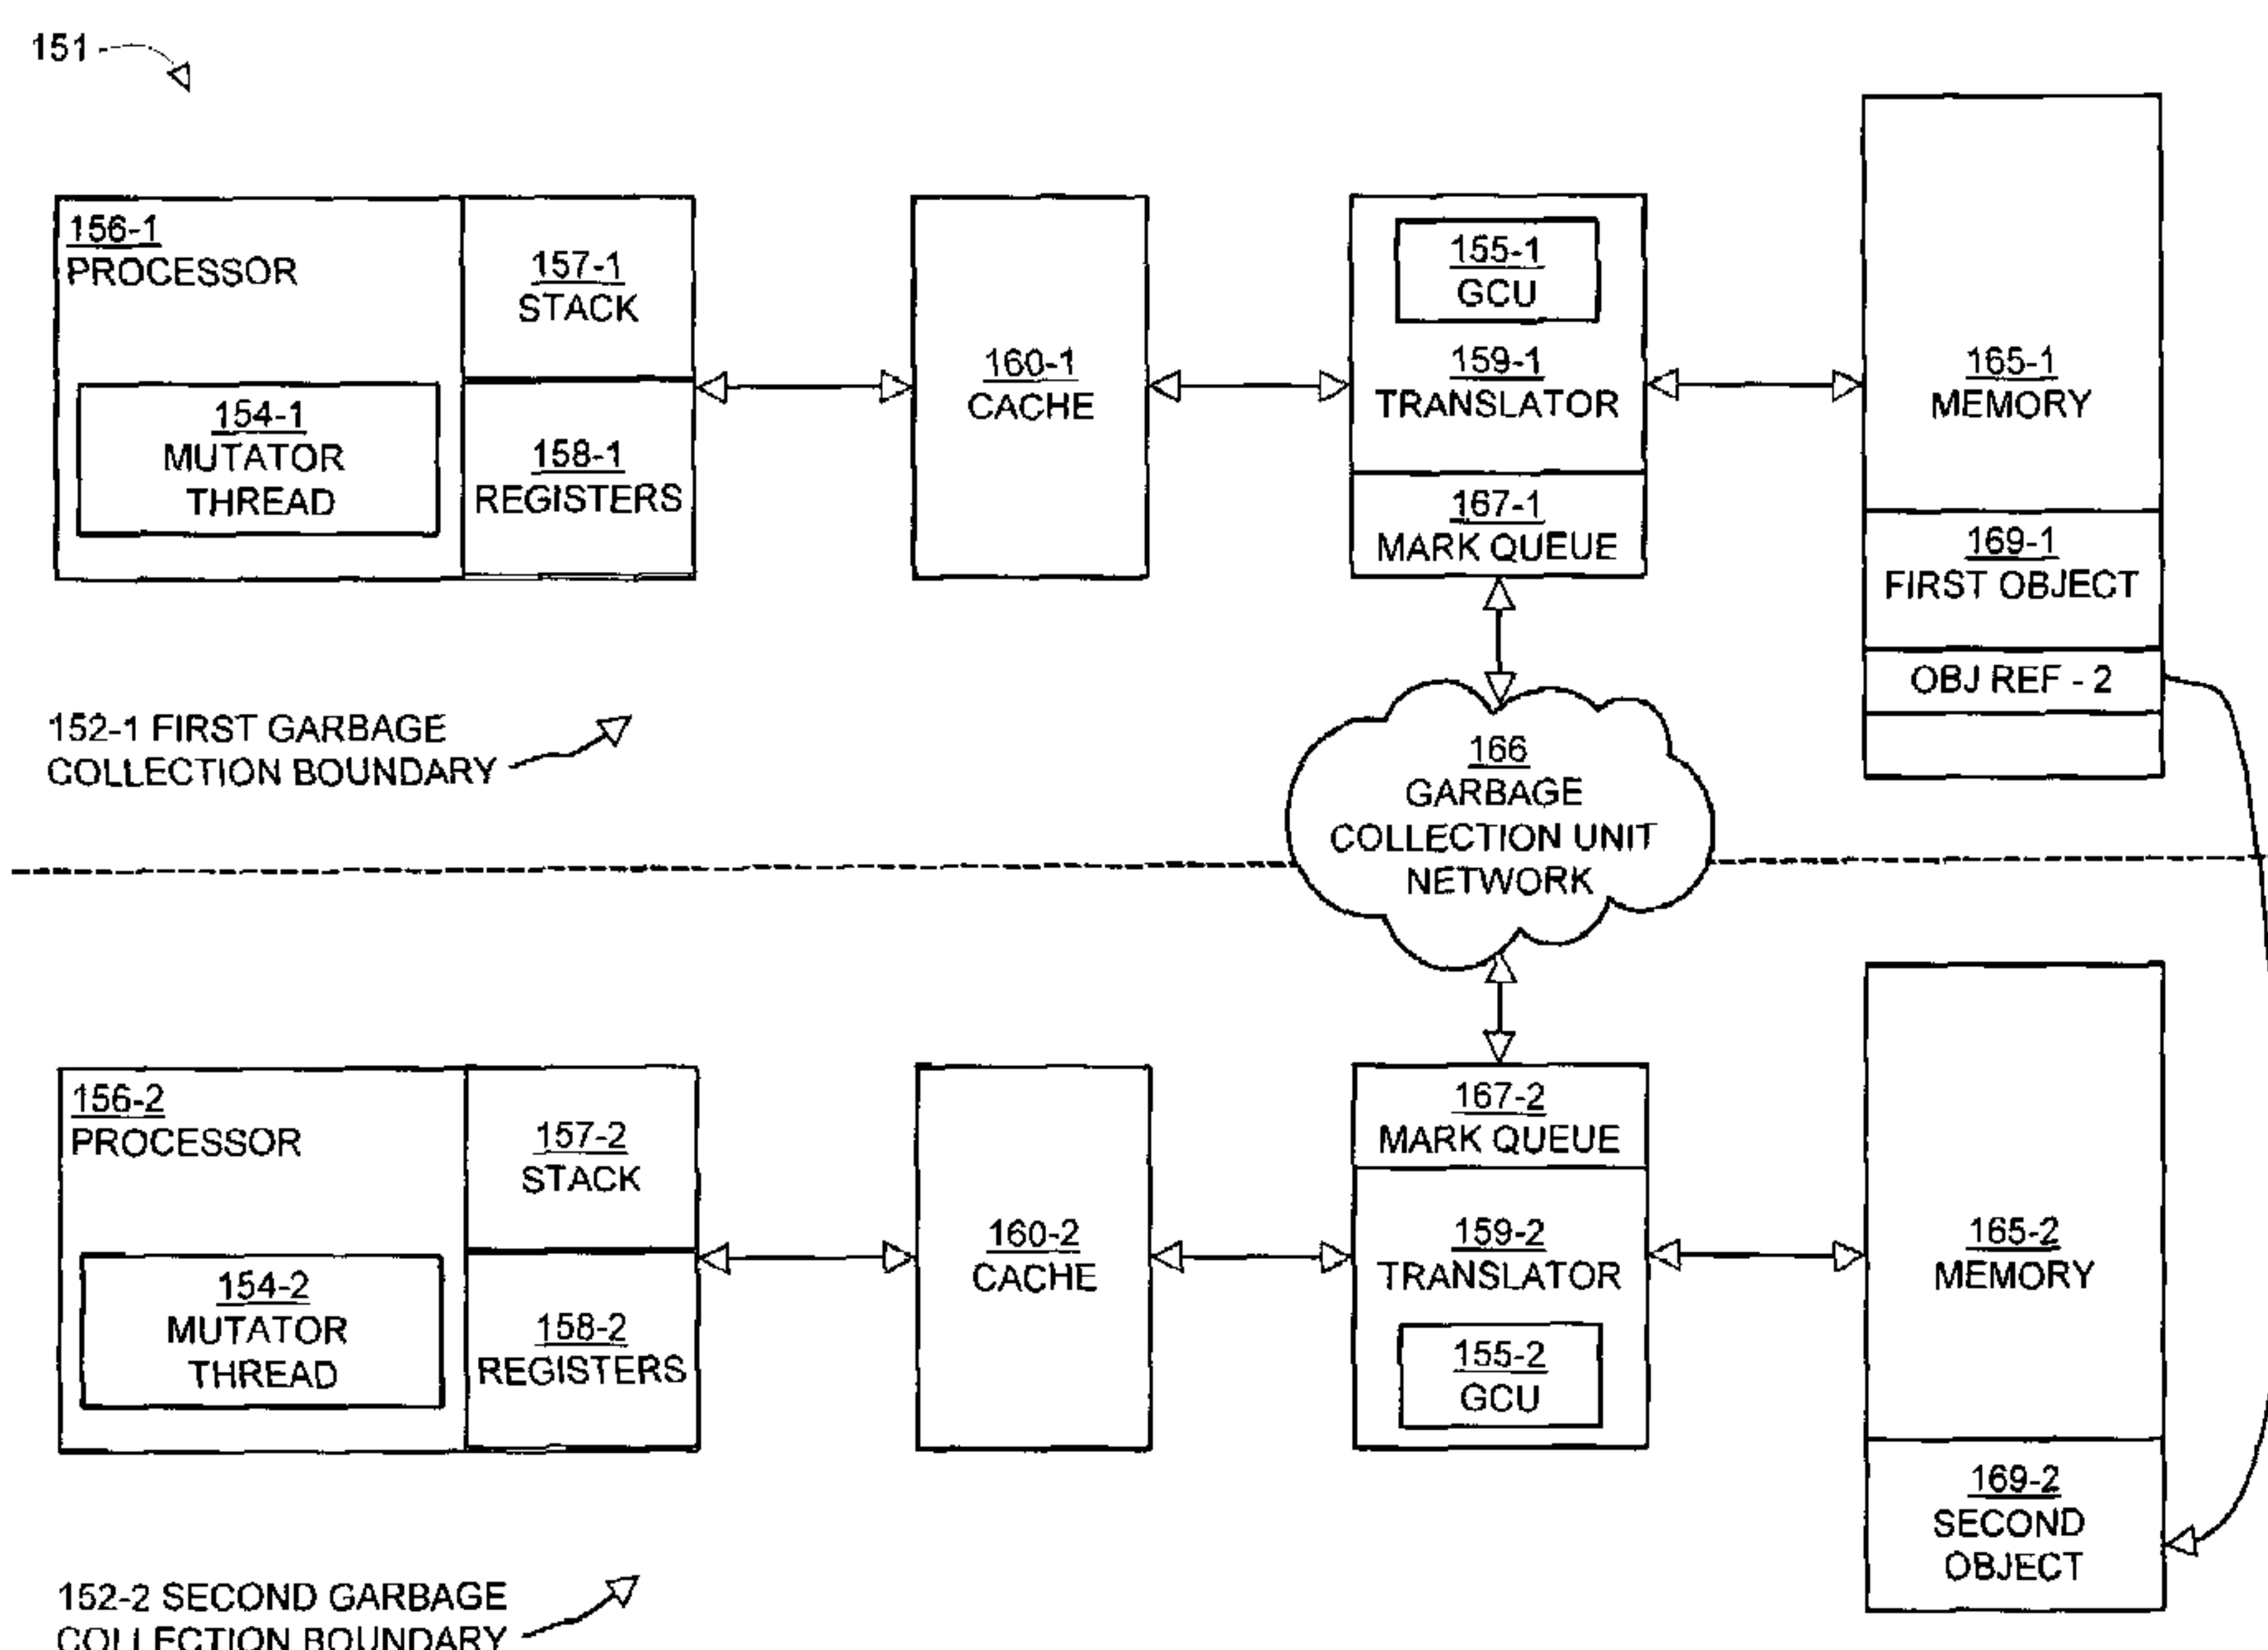 151
156-1
PROCESSOR
154-1
MUTATOR
THREAD
157-1
STACK
158-1
REGISTERS
160-1
CACHE
155-1
GCU
159-1
TRANSLATOR
167-1
MARK QUEUE
165-1
MEMORY
169-1
FIRST OBJECT
OBJ REF - 2
152-1 FIRST GARBAGE
COLLECTION BOUNDARY
166
GARBAGE
COLLECTION UNIT
NETWORK
156-2
PROCESSOR
154-2
MUTATOR
THREAD
157-2
STACK
158-2
REGISTERS
160-2
CACHE
167-2
MARK QUEUE
159-2
TRANSLATOR
155-2
GCU
165-2
MEMORY
169-2
SECOND
OBJECT
152-2 SECOND GARBAGE
COLLECTION BOUNDARY